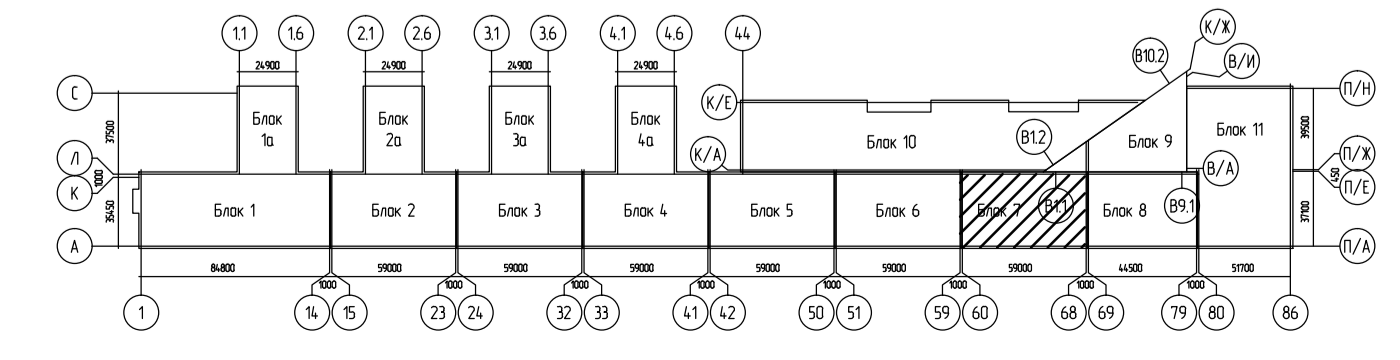 1.1 1.6 2.1 2.6 3.1 3.6 4.1 4.6 44 К/Ж
В10.2 В/И
24900 24900 24900 24900
С К/Е П/Н
37500 39500
Блок 1а
Блок 2а
Блок 3а
Блок 4а
Блок 10 В1.2 Блок 9 Блок 11
Л К/А П/Ж
1000 450
К В/А П/Е
35450 37100
Блок 1 Блок 2 Блок 3 Блок 4 Блок 5 Блок 6 Блок 7 В1.1 Блок 8 В9.1
А П/А
84800 59000 59000 59000 59000 59000 59000 44500 51700
1000 1000 1000 1000 1000 1000 1000 1000
1 14 15 23 24 32 33 41 42 50 51 59 60 68 69 79 80 86